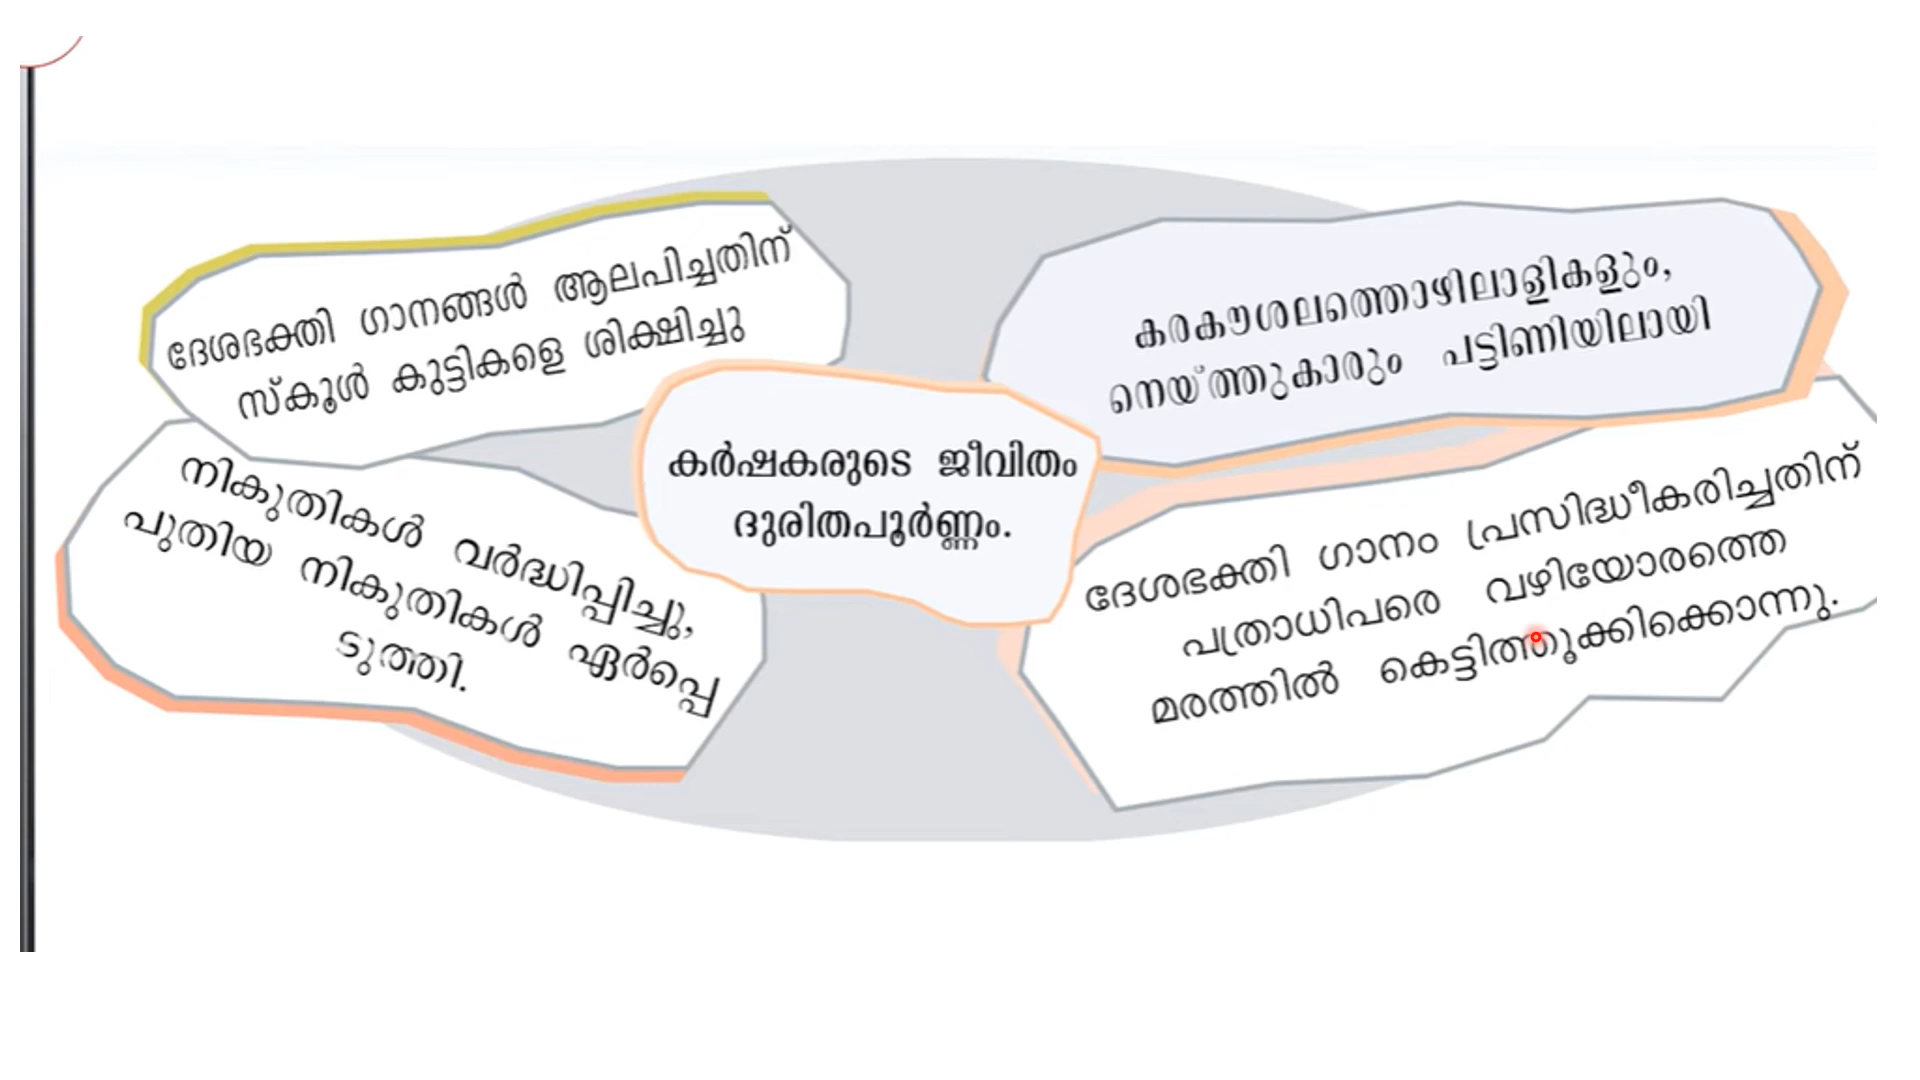 ദേശഭക്തി ഗാനങ്ങൾ ആലപിച്ചതിന്
സ്കൂൾ കുട്ടികളെ ശിക്ഷിച്ചു
കരകൗശലത്തൊഴിലാളികളും,
നെയ്ത്തുകാരും പട്ടിണിയിലായി
കർഷകരുടെ ജീവിതം
ദുരിതപൂർണ്ണം.
നികുതികൾ വർദ്ധിപ്പിച്ചു,
പുതിയ നികുതികൾ ഏർപ്പെ
ടുത്തി.
ദേശഭക്തി ഗാനം പ്രസിദ്ധീകരിച്ചതിന്
പത്രാധിപരെ വഴിയോരത്തെ
മരത്തിൽ കെട്ടിത്തൂക്കിക്കൊന്നു.